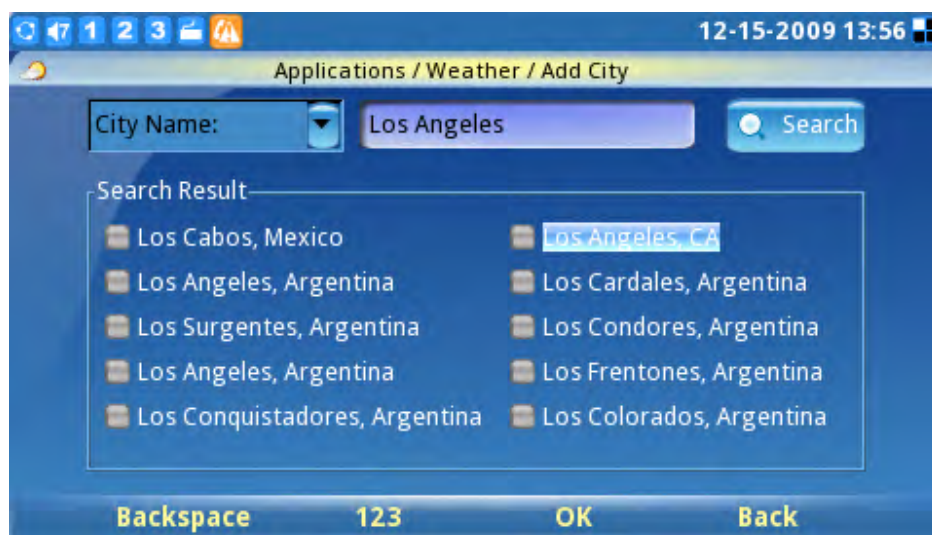 47 1 2 3 12-15-2009 13:56
Applications / Weather / Add City
City Name: Los Angeles Search
Search Result
Los Cabos, Mexico Los Angeles, CA
Los Angeles, Argentina Los Cardales, Argentina
Los Surgentes, Argentina Los Condores, Argentina
Los Angeles, Argentina Los Frentones, Argentina
Los Conquistadores, Argentina Los Colorados, Argentina
Backspace 123 OK Back